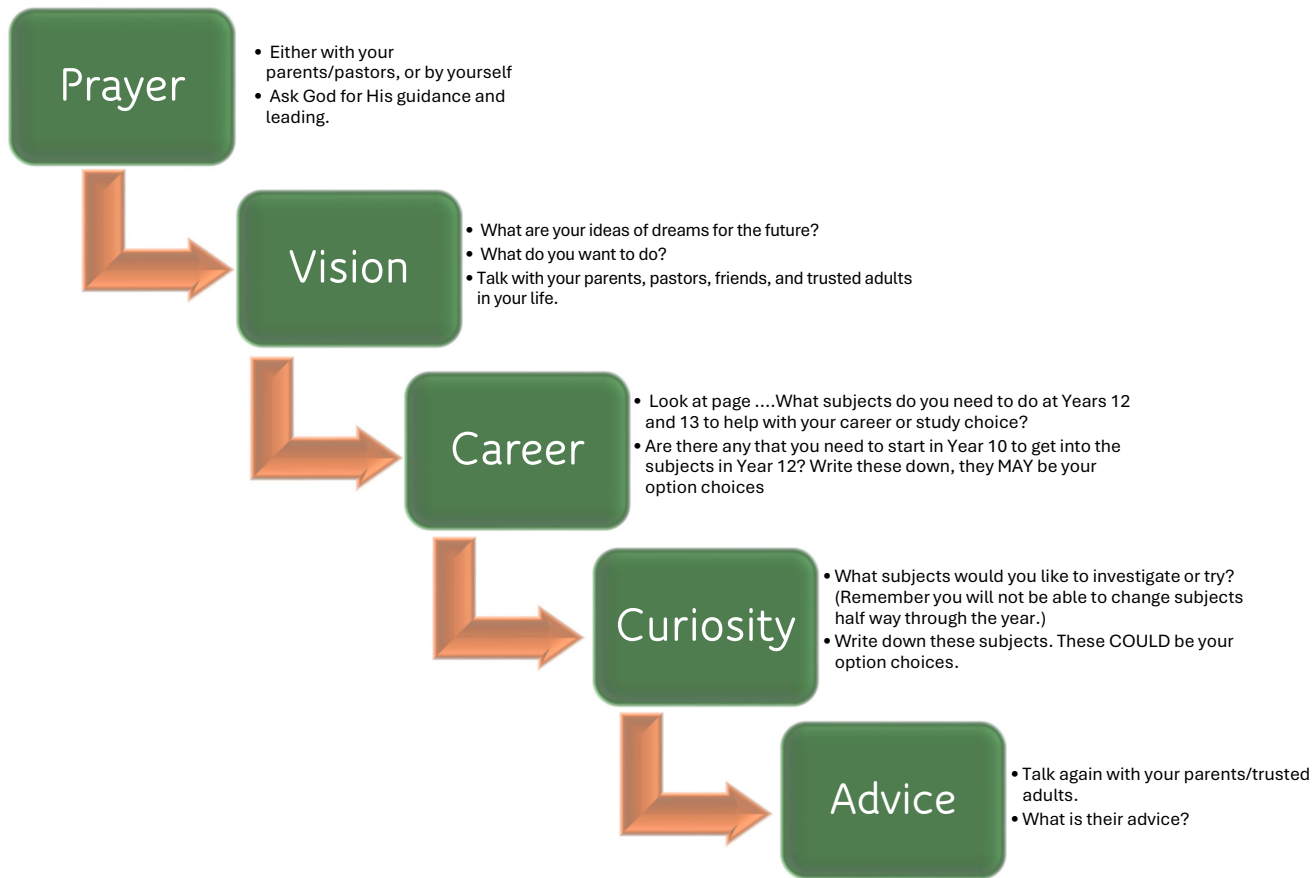 Prayer
• Either with your
parents/pastors, or by yourself
• Ask God for His guidance and
leading.
Vision
• What are your ideas of dreams for the future?
• What do you want to do?
• Talk with your parents, pastors, friends, and trusted adults
in your life.
Career
• Look at page ....What subjects do you need to do at Years 12
and 13 to help with your career or study choice?
• Are there any that you need to start in Year 10 to get into the
subjects in Year 12? Write these down, they MAY be your
option choices
Curiosity
• What subjects would you like to investigate or try?
(Remember you will not be able to change subjects
half way through the year.)
• Write down these subjects. These COULD be your
option choices.
Advice
• Talk again with your parents/trusted
adults.
• What is their advice?